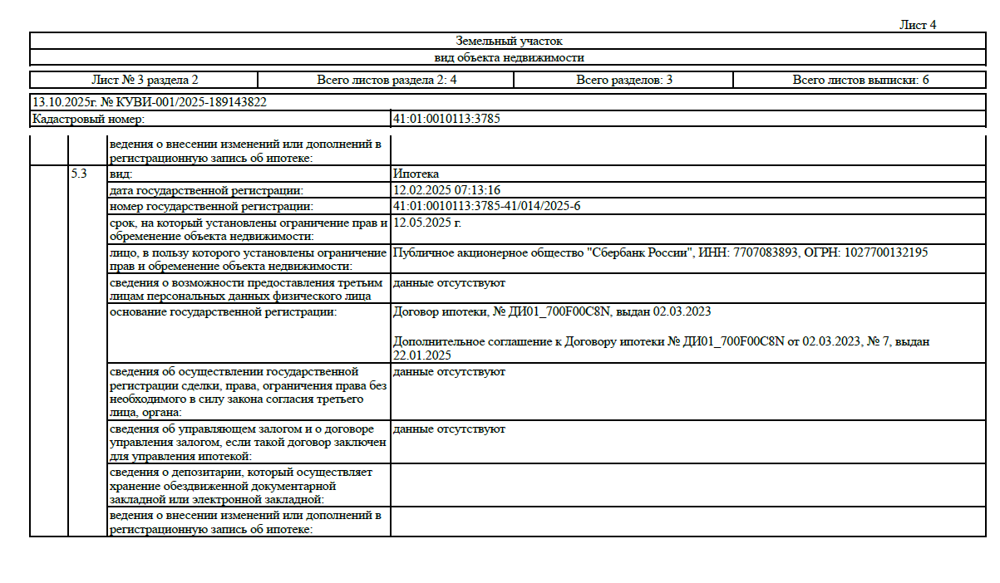 Лист 4
Земельный участок
вид объекта недвижимости
Лист № 3 раздела 2 Всего листов раздела 2: 4 Всего разделов: 3 Всего листов выписки: 6
13.10.2025г. № КУВИ-001/2025-189143822
Кадастровый номер: 41:01:0010113:3785
ведения о внесении изменений или дополнений в
регистрационную запись об ипотеке:
5.3 вид: Ипотека
дата государственной регистрации: 12.02.2025 07:13:16
номер государственной регистрации: 41:01:0010113:3785-41/014/2025-6
срок, на который установлены ограничение прав и 12.05.2025 г.
обременение объекта недвижимости:
лицо, в пользу которого установлены ограничение Публичное акционерное общество "Сбербанк России", ИНН: 7707083893, ОГРН: 1027700132195
прав и обременение объекта недвижимости:
сведения о возможности предоставления третьим данные отсутствуют
лицам персональных данных физического лица
основание государственной регистрации: Договор ипотеки, № ДИ01_700F00C8N, выдан 02.03.2023
Дополнительное соглашение к Договору ипотеки № ДИ01_700F00C8N от 02.03.2023, № 7, выдан
22.01.2025
сведения об осуществлении государственной данные отсутствуют
регистрации сделки, права, ограничения права без
необходимого в силу закона согласия третьего
лица, органа:
сведения об управляющем залогом и о договоре данные отсутствуют
управления залогом, если такой договор заключен
для управления ипотекой:
сведения о депозитарии, который осуществляет
хранение обездвиженной документарной
закладной или электронной закладной:
ведения о внесении изменений или дополнений в
регистрационную запись об ипотеке: